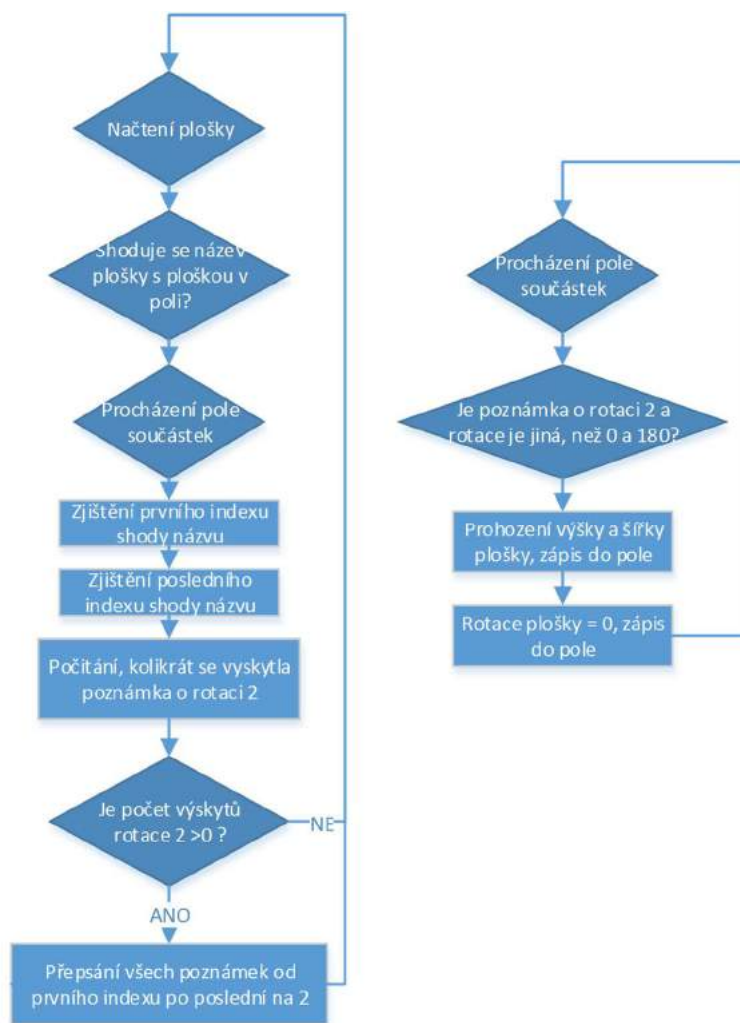 Načtení plošky
Shoduje se název
plošky s ploškou v
poli?
Procházení pole
součástek
Zjištění prvního indexu
shody názvu
Zjištění posledního
indexu shody názvu
Počítání, kolikrát se vyskytla
poznámka o rotaci 2
Je počet výskytů
rotace 2 >0 ?
NE
ANO
Přepsání všech poznámek od
prvního indexu po poslední na 2
Procházení pole
součástek
Je poznámka o rotaci 2 a
rotace je jiná, než 0 a 180?
Prohození výšky a šířky
plošky, zápis do pole
Rotace plošky = 0, zápis
do pole